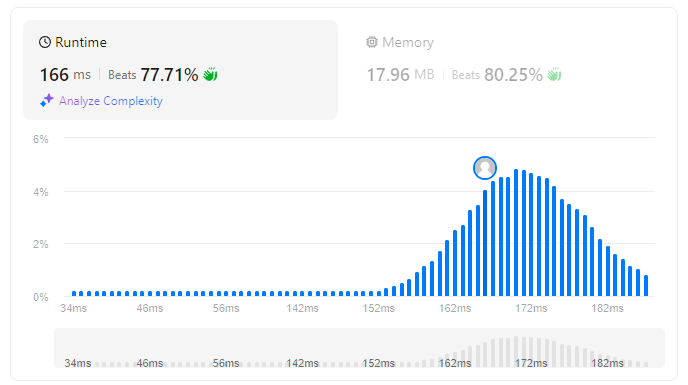 Runtime
Memory
166 ms Beats 77.71%
17.96 MB Beats 80.25%
Analyze Complexity
6%
4%
2%
0%
34ms 46ms 56ms 142ms 152ms 162ms 172ms 182ms
34ms 46ms 56ms 142ms 152ms 162ms 172ms 182ms